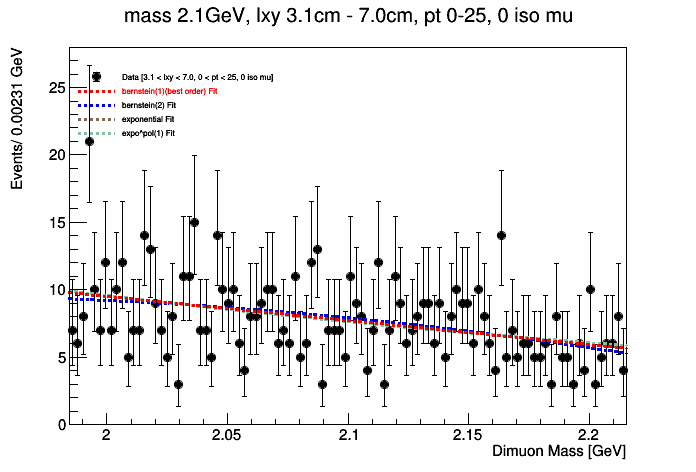 mass 2.1GeV, lxy 3.1cm - 7.0cm, pt 0-25, 0 iso mu
Events/ 0.00231 GeV
25
20
15
10
5
0
Data [3.1 < lxy < 7.0, 0 < pt < 25, 0 iso mu]
bernstein(1)(best order) Fit
bernstein(2) Fit
exponential Fit
expo*pol(1) Fit
2 2.05 2.1 2.15 2.2
Dimuon Mass [GeV]